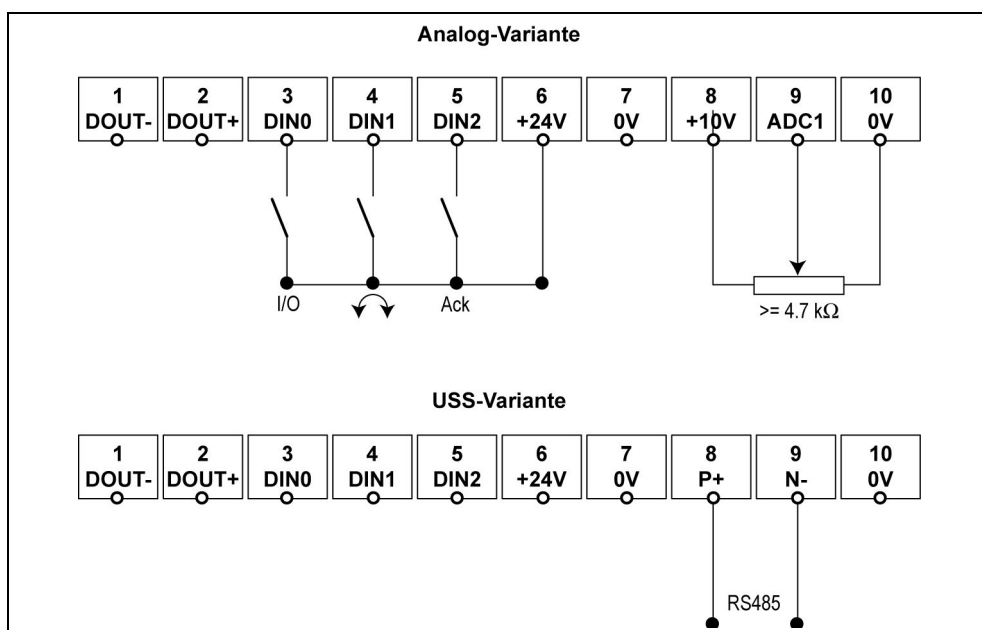 Analog-Variante
1 2 3 4 5 6 7 8 9 10
DOUT- DOUT+ DIN0 DIN1 DIN2 +24V 0V +10V ADC1 0V
I/O Ack >= 4.7 kΩ
USS-Variante
1 2 3 4 5 6 7 8 9 10
DOUT- DOUT+ DIN0 DIN1 DIN2 +24V 0V P+ N- 0V
RS485